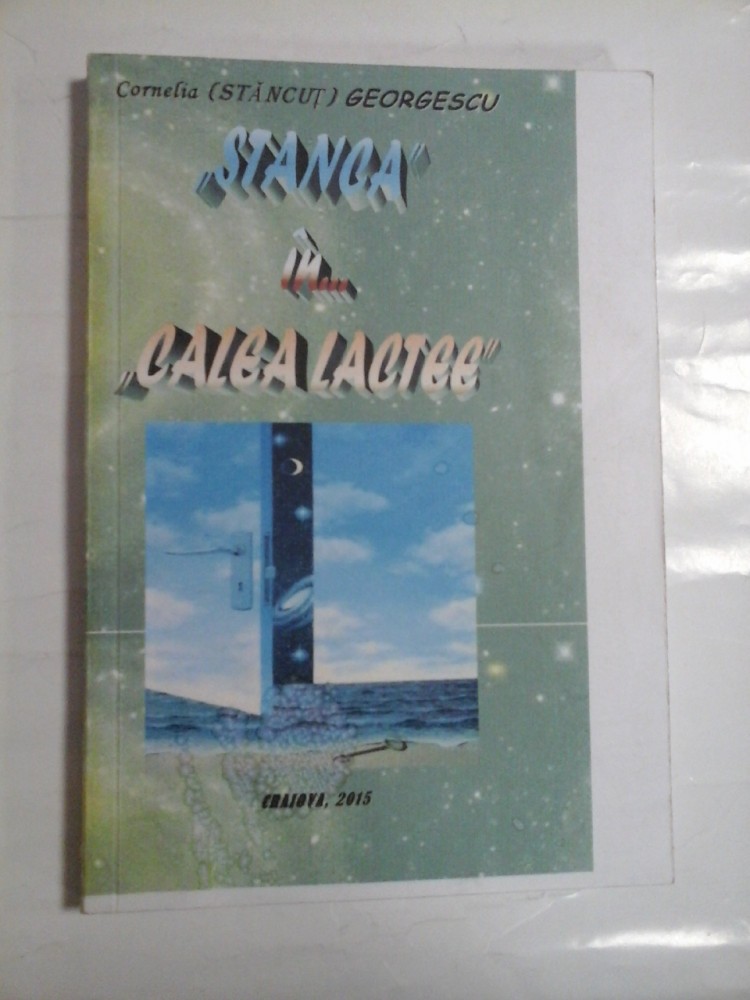 Cornelia (STĂNCUȚ) GEORGESCU
„STANCA”
în...
„CALEA LACTEE”
CRAIOVA, 2015